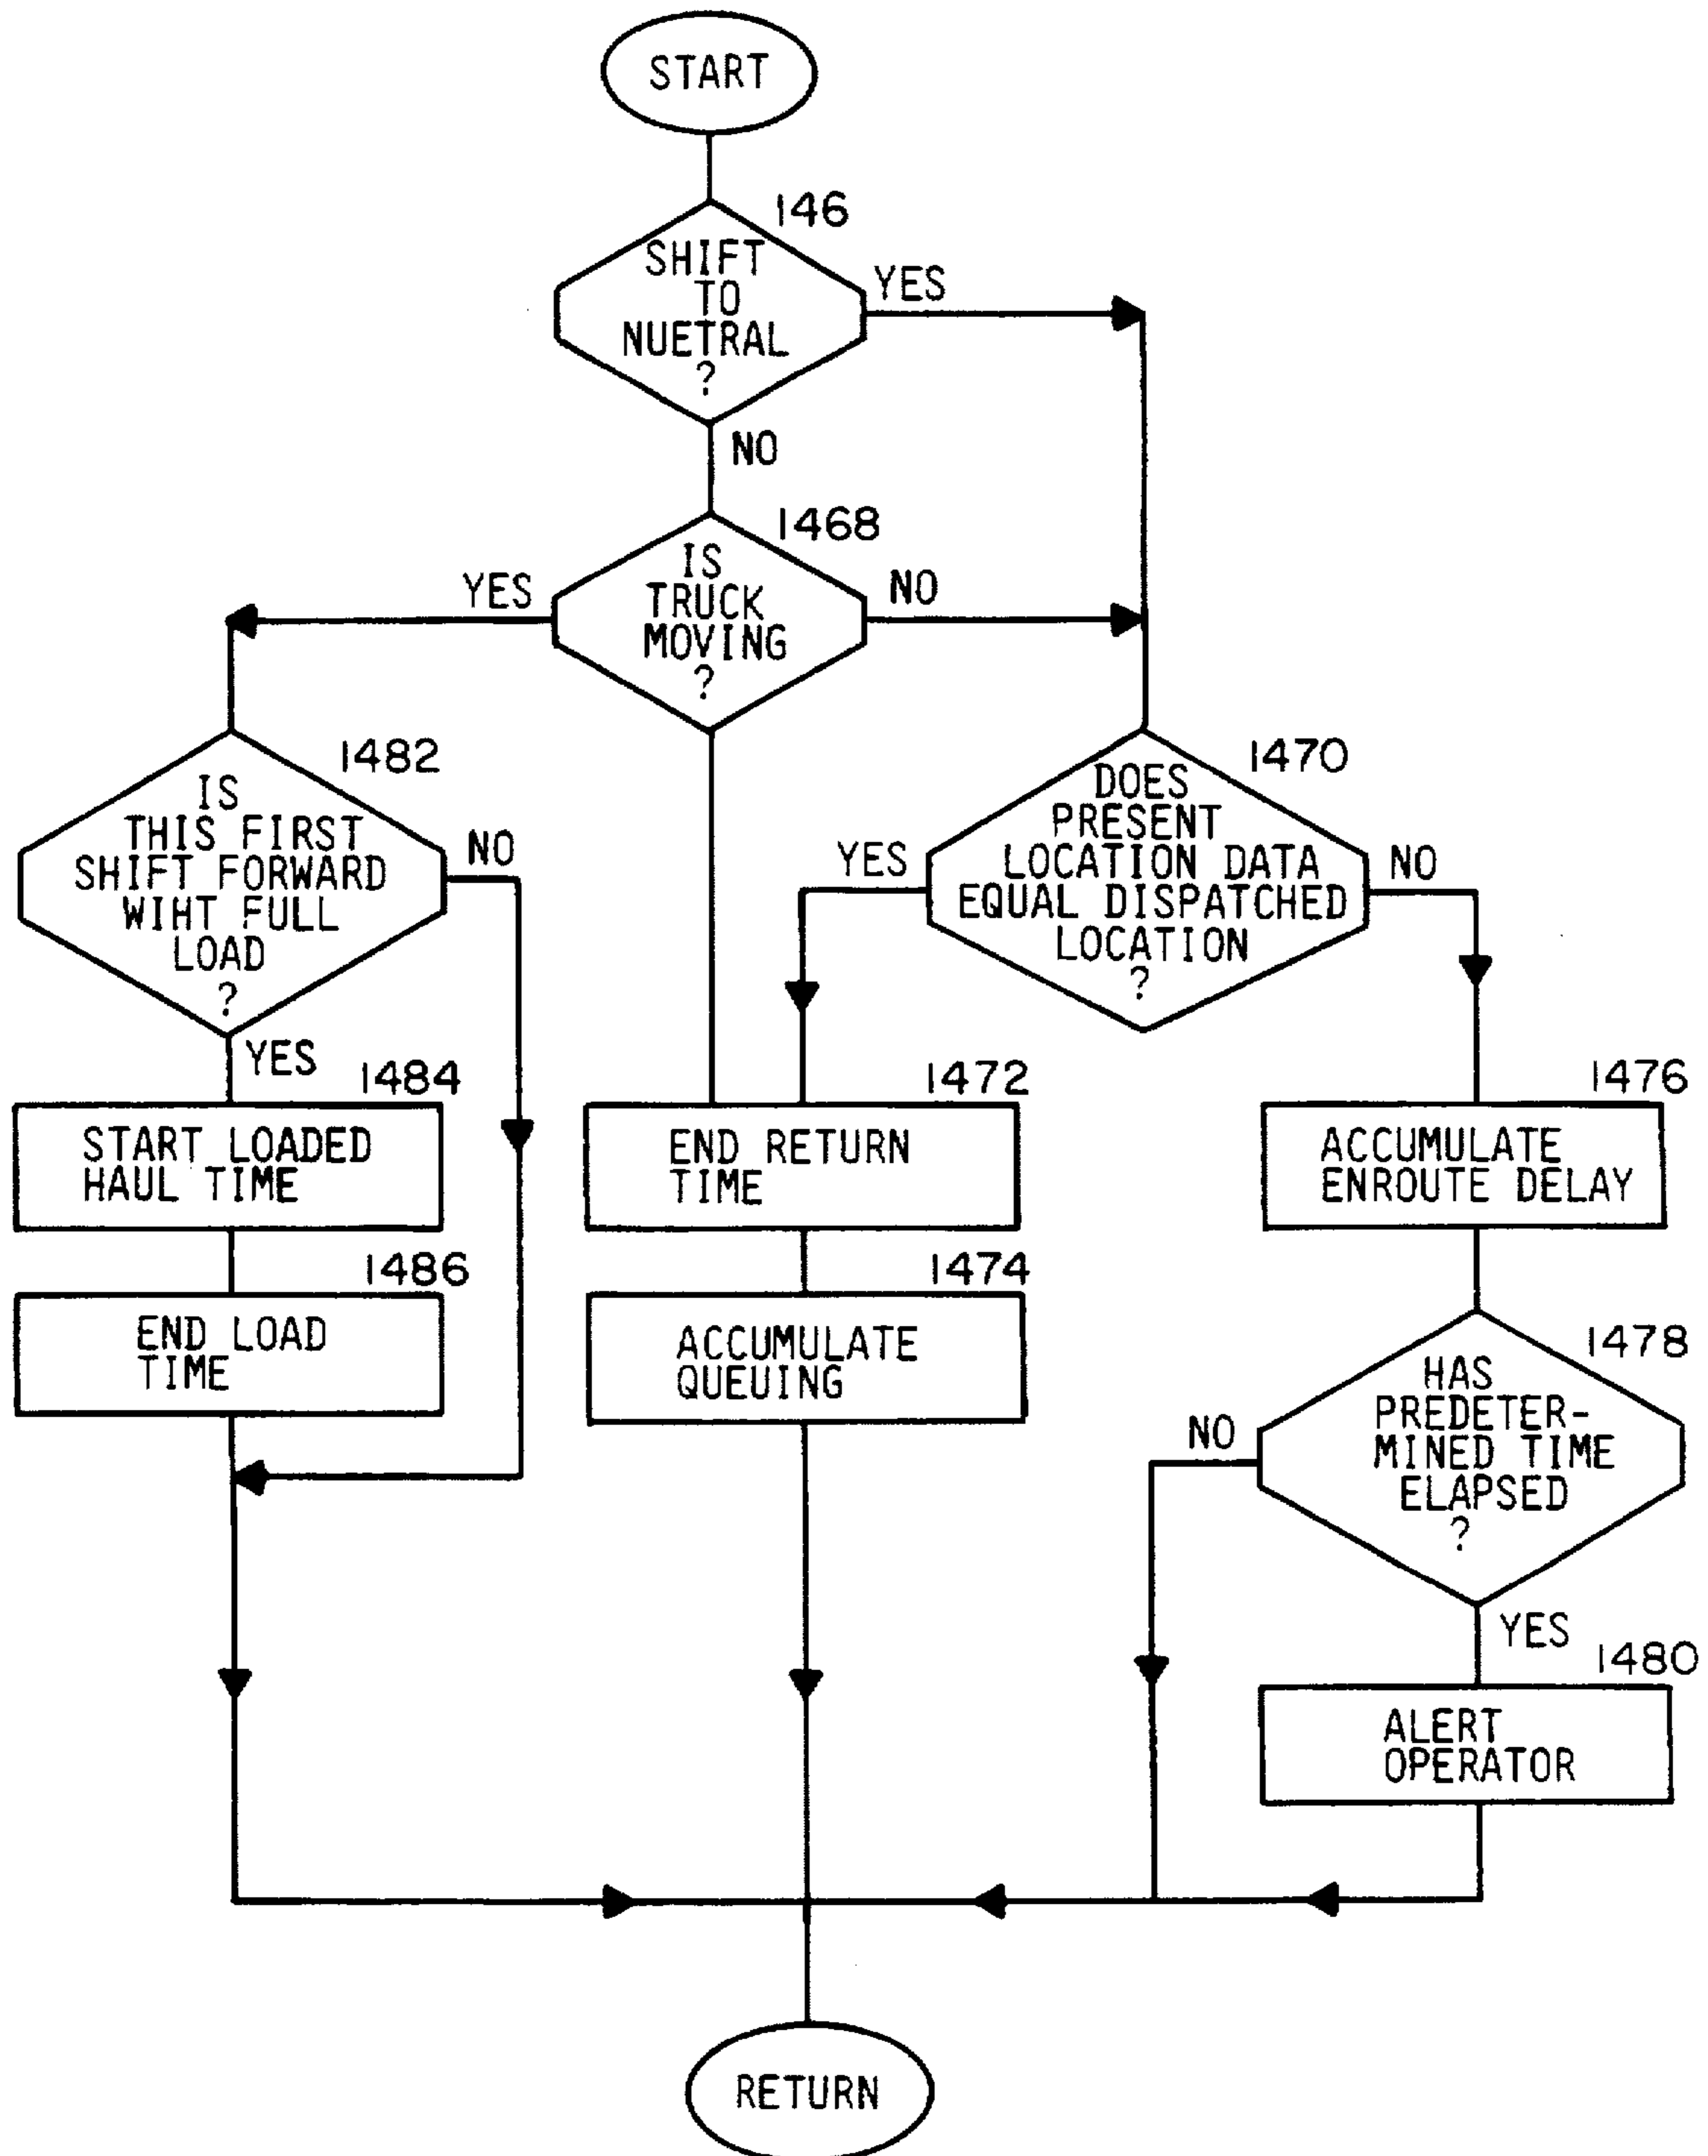 START
146
SHIFT
TO
NUETRAL
?
YES
NO
1468
IS
TRUCK
MOVING
?
YES
NO
1482
IS
THIS FIRST
SHIFT FORWARD
WIHT FULL
LOAD
?
NO
YES
1470
DOES
PRESENT
LOCATION DATA
EQUAL DISPATCHED
LOCATION
?
YES
NO
1484
START LOADED
HAUL TIME
1472
END RETURN
TIME
1476
ACCUMULATE
ENROUTE DELAY
1486
END LOAD
TIME
1474
ACCUMULATE
QUEUING
1478
HAS
PREDETER-
MINED TIME
ELAPSED
?
NO
YES
1480
ALERT
OPERATOR
RETURN